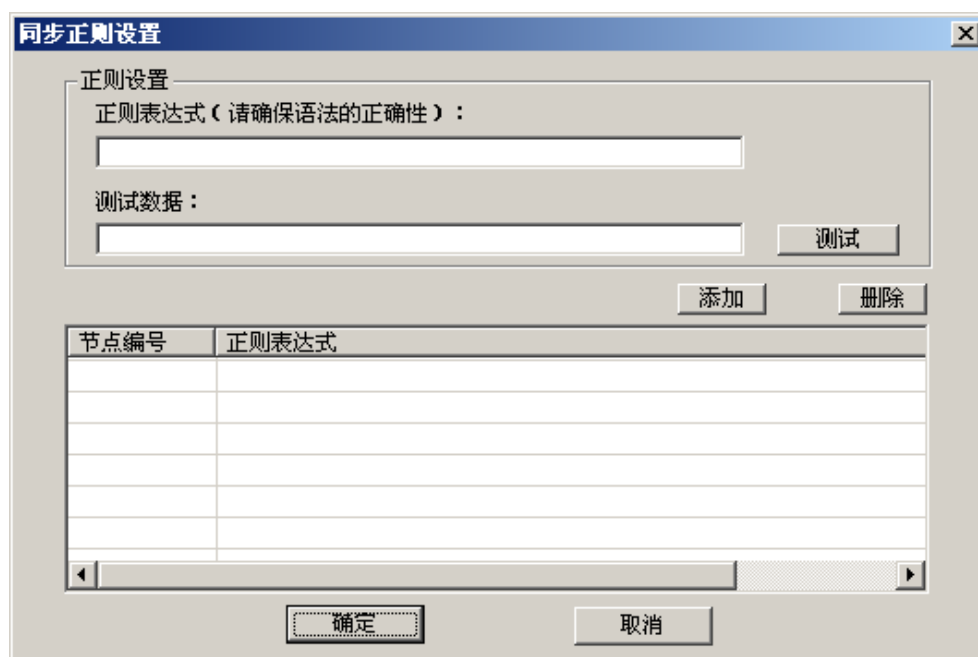 同步正则设置
正则设置
正则表达式(请确保语法的正确性):
测试数据:
测试
添加 删除
节点编号 正则表达式
确定 取消